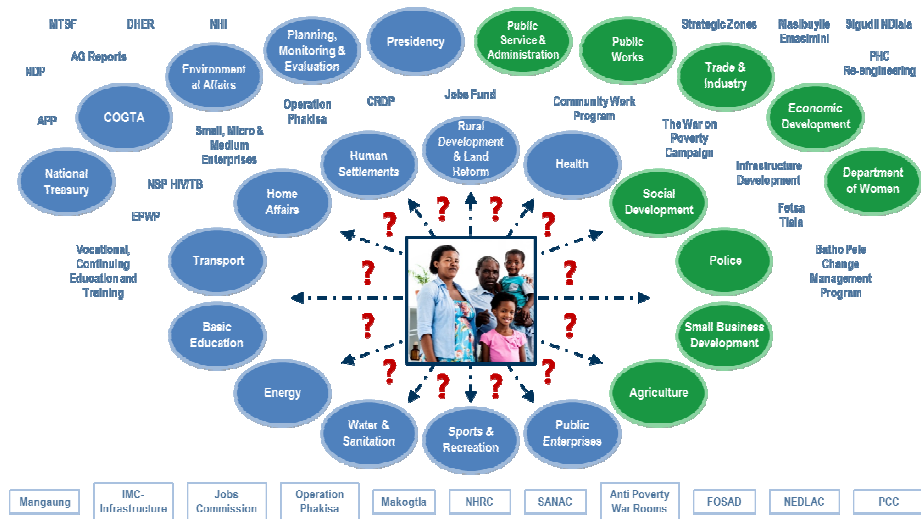 MTSF
DHER
NHI
NDP
AG Reports
APP
Environment
al Affairs
Planning,
Monitoring &
Evaluation
Presidency
Public
Service &
Administration
Public
Works
Strategic Zones
Masibuyile
Emasimini
PHC
Re-engineering
Trade &
Industry
Economic
Development
COGTA
National
Treasury
Small, Micro &
Medium
Enterprises
Operation
Phakisa
CRDP
Jobs Fund
Community Work
Program
The War on
Poverty
Campaign
Infrastructure
Development
Department
of Women
NSP HIV/TB
EPWP
Home
Affairs
Human
Settlements
Rural
Development
& Land
Reform
Health
Social
Development
Fetsa
Tlala
Vocational,
Continuing
Education and
Training
Transport
Police
Batho Pele
Change
Management
Program
? ? ? ?
? ?
? ?
? ? ? ?
Basic
Education
Small Business
Development
Energy
Agriculture
Water &
Sanitation
Sports &
Recreation
Public
Enterprises
Mangaung
IMC-
Infrastructure
Jobs
Commission
Operation
Phakisa
Makogtla
NHRC
SANAC
Anti Poverty
War Rooms
FOSAD
NEDLAC
PCC